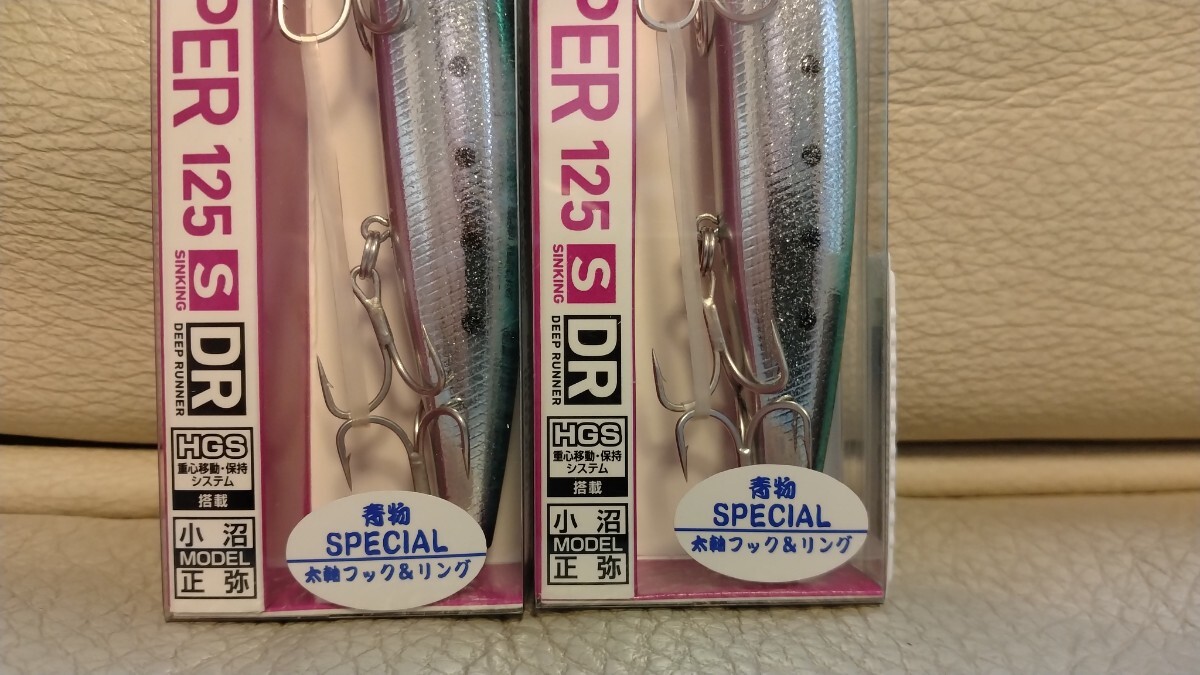 PER 125 S DR
SINKING
DEEP RUNNER
HGS
重心移動・保持
システム
搭載
小沼
MODEL
正弥
青物
SPECIAL
太軸フック&リング
PER 125 S DR
SINKING
DEEP RUNNER
HGS
重心移動・保持
システム
搭載
小沼
MODEL
正弥
青物
SPECIAL
太軸フック&リング